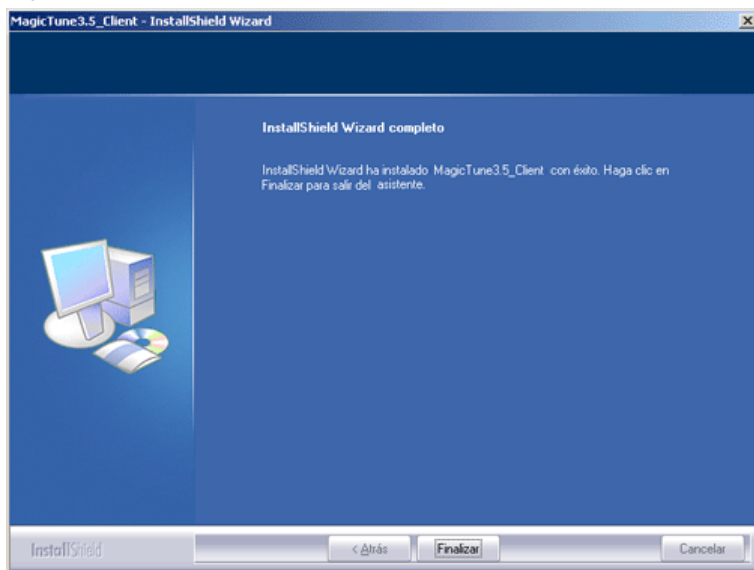 MagicTune3.5_Client - InstallShield Wizard
InstallShield Wizard completo
InstallShield Wizard ha instalado MagicTune3.5_Client con éxito. Haga clic en
Finalizar para salir del asistente.
InstallShield
< Atrás
Finalizar
Cancelar